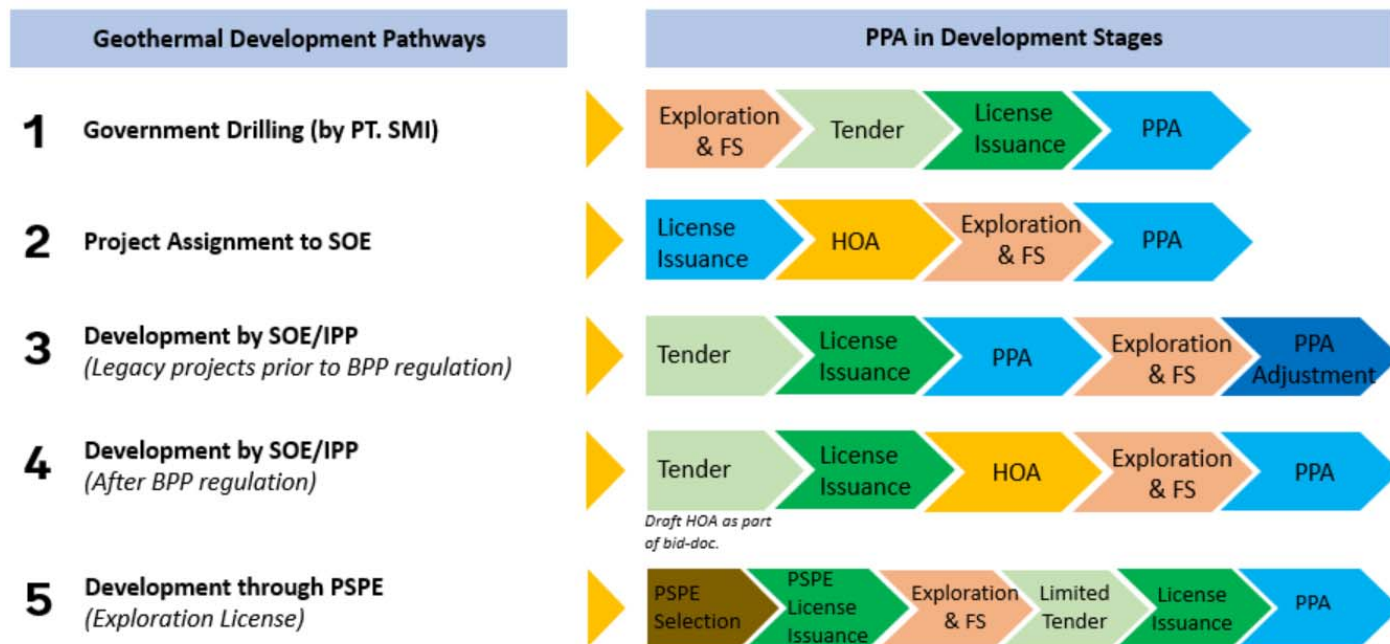 Geothermal Development Pathways
PPA in Development Stages
1
Government Drilling (by PT. SMI)
Exploration
& FS
Tender
License
Issuance
PPA
2
Project Assignment to SOE
License
Issuance
HOA
Exploration
& FS
PPA
3
Development by SOE/IPP
(Legacy projects prior to BPP regulation)
Tender
License
Issuance
PPA
Exploration
& FS
PPA
Adjustment
4
Development by SOE/IPP
(After BPP regulation)
Tender
License
Issuance
HOA
Exploration
& FS
PPA
Draft HOA as part
of bid-doc.
5
Development through PSPE
(Exploration License)
PSPE
Selection
PSPE
License
Issuance
Exploration
& FS
Limited
Tender
License
Issuance
PPA